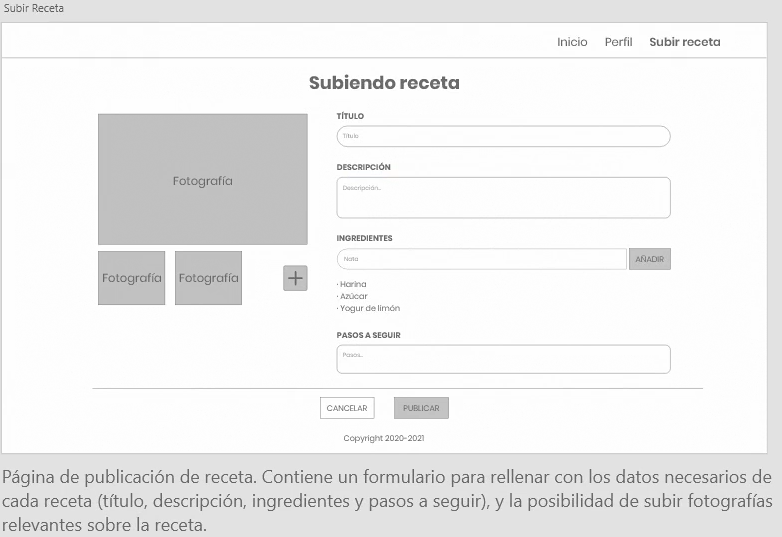 Subir Receta
Inicio Perfil Subir receta
Subiendo receta
Fotografía
Fotografía Fotografía
TÍTULO
Título
DESCRIPCIÓN
Descripción...
INGREDIENTES
Nata AÑADIR
· Harina
· Azúcar
· Yogur de limón
PASOS A SEGUIR
Pasos...
CANCELAR PUBLICAR
Copyright 2020-2021
Página de publicación de receta. Contiene un formulario para rellenar con los datos necesarios de
cada receta (título, descripción, ingredientes y pasos a seguir), y la posibilidad de subir fotografías
relevantes sobre la receta.